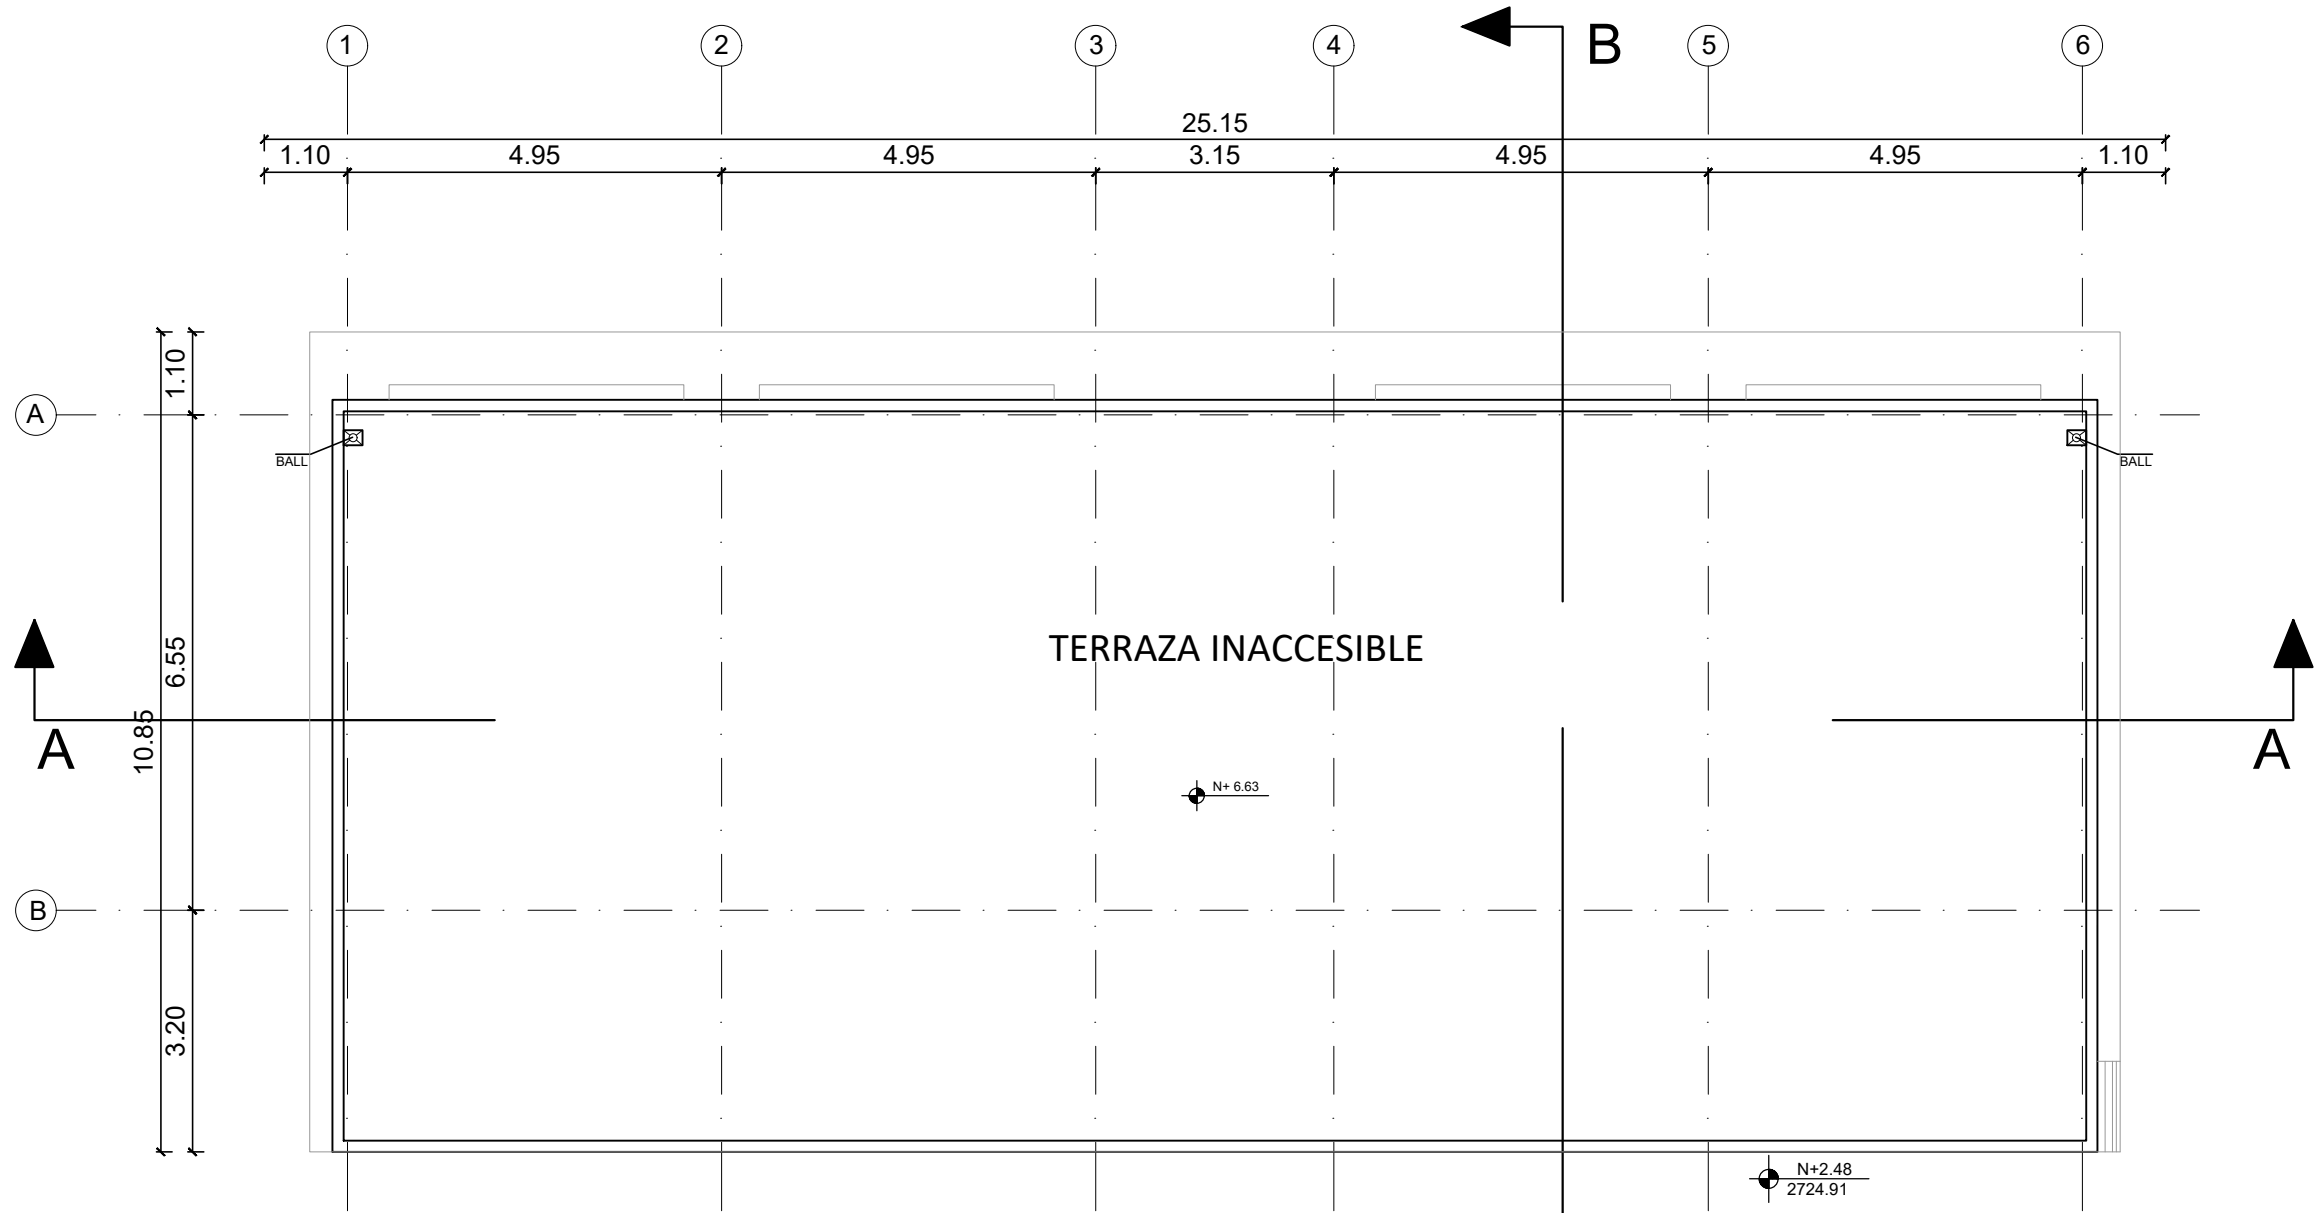 1 2 3 4 B 5 6
25.15
1.10 4.95 4.95 3.15 4.95 4.95 1.10
1.10
A
BALL BALL
TERRAZA INACCESIBLE
6.55
10.85
A A
N+ 6.63
B
3.20
N+2.48
2724.91